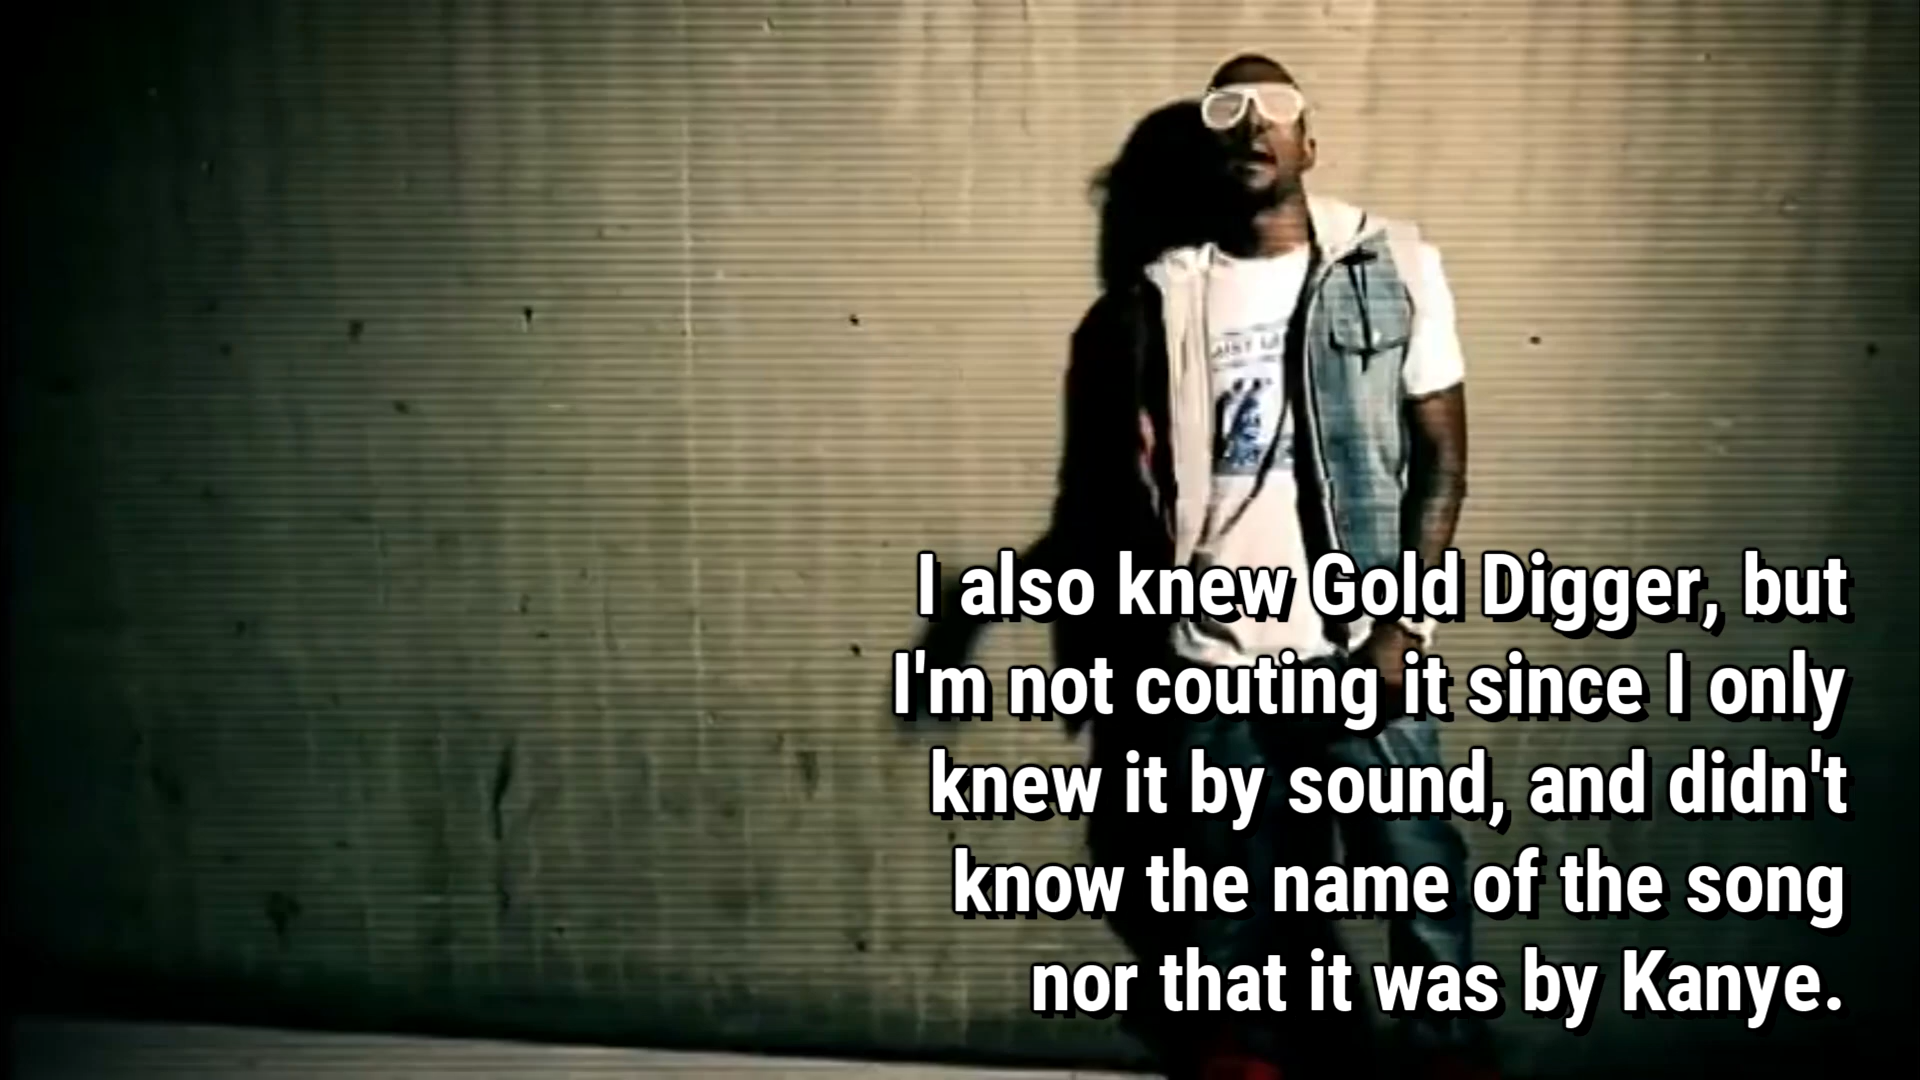 I also knew Gold Digger, but
I'm not couting it since I only
knew it by sound, and didn't
know the name of the song
nor that it was by Kanye.